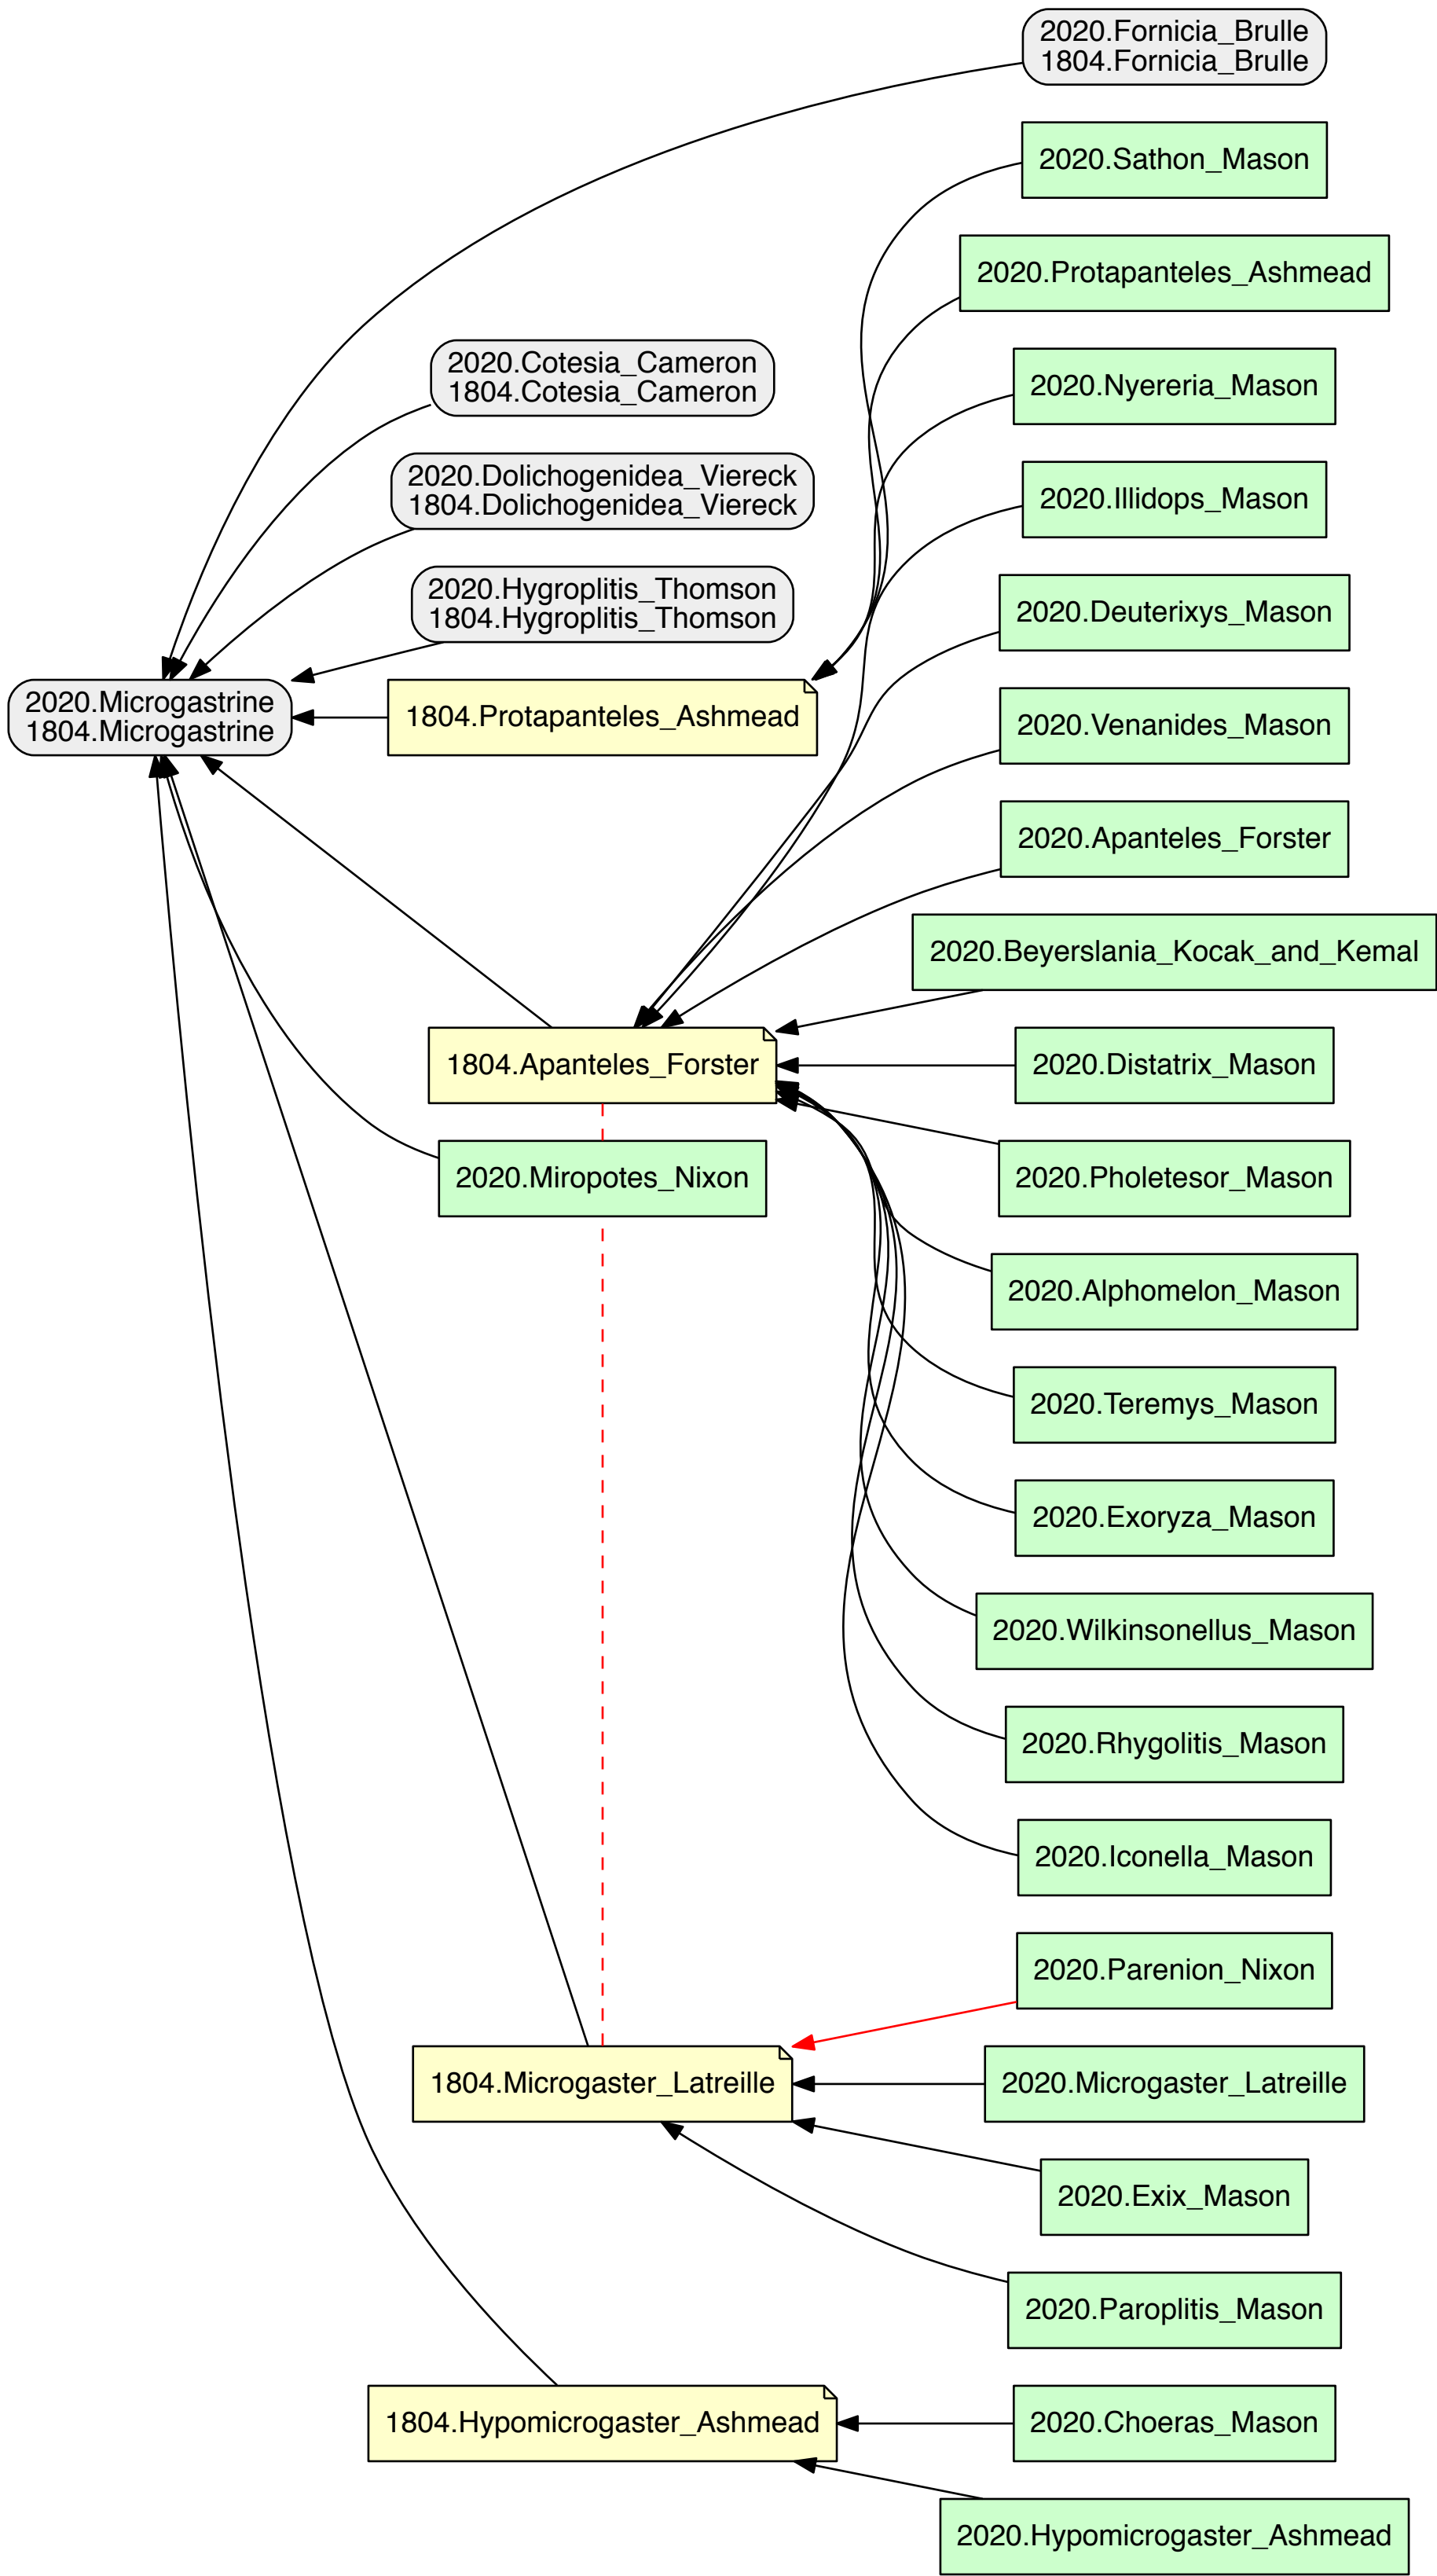 2020.Fornicia_Brulle
1804.Fornicia_Brulle
2020.Sathon_Mason
2020.Protapanteles_Ashmead
2020.Nyereria_Mason
2020.Cotesia_Cameron
1804.Cotesia_Cameron
2020.Dolichogenidea_Viereck
1804.Dolichogenidea_Viereck
2020.Illidops_Mason
2020.Hygroplitis_Thomson
1804.Hygroplitis_Thomson
2020.Deuterixys_Mason
2020.Microgastrine
1804.Microgastrine
1804.Protapanteles_Ashmead
2020.Venanides_Mason
2020.Apanteles_Forster
2020.Beyerslania_Kocak_and_Kemal
1804.Apanteles_Forster
2020.Distatrix_Mason
2020.Miropotes_Nixon
2020.Pholetesor_Mason
2020.Alphomelon_Mason
2020.Teremys_Mason
2020.Exoryza_Mason
2020.Wilkinsonellus_Mason
2020.Rhygolitis_Mason
2020.Iconella_Mason
2020.Parenion_Nixon
1804.Microgaster_Latreille
2020.Microgaster_Latreille
2020.Exix_Mason
2020.Paroplitis_Mason
1804.Hypomicrogaster_Ashmead
2020.Choeras_Mason
2020.Hypomicrogaster_Ashmead